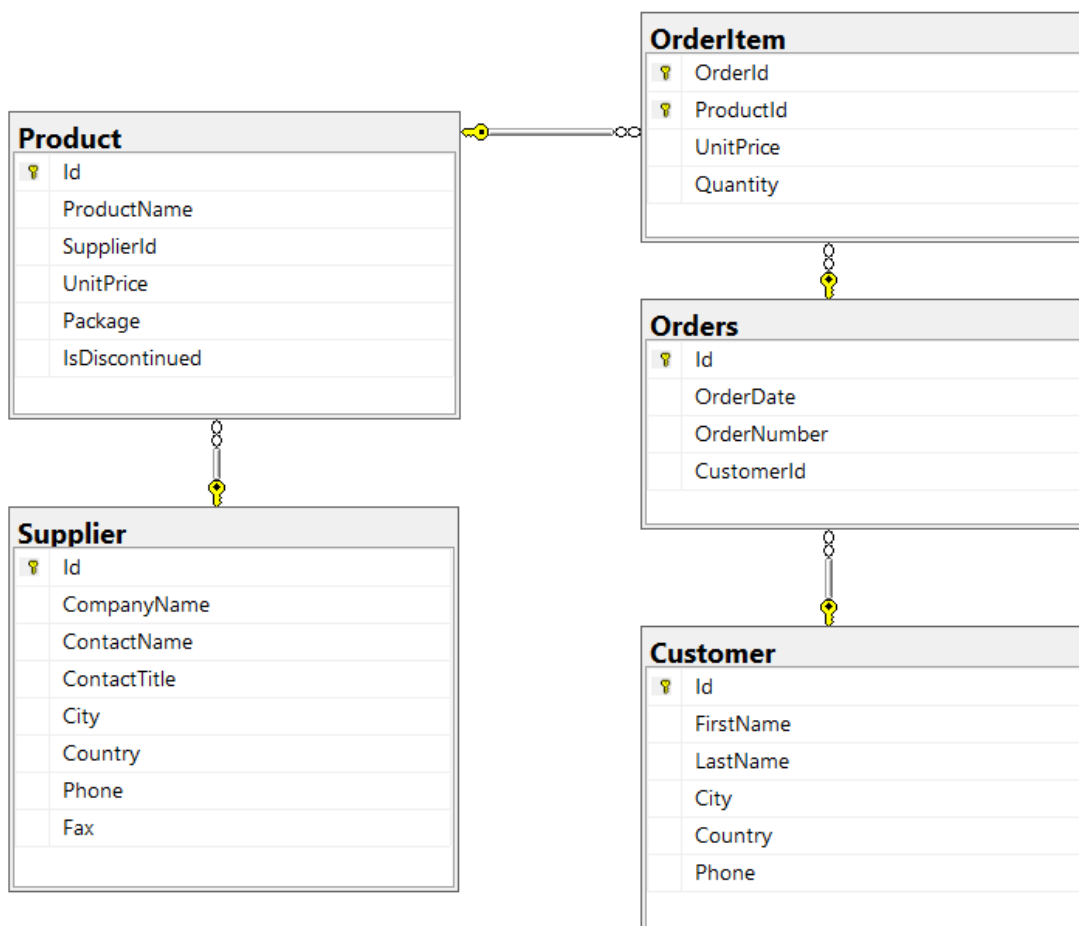 OrderItem
OrderId
ProductId
UnitPrice
Quantity
Product
Id
ProductName
SupplierId
UnitPrice
Package
IsDiscontinued
Orders
Id
OrderDate
OrderNumber
CustomerId
Supplier
Id
CompanyName
ContactName
ContactTitle
City
Country
Phone
Fax
Customer
Id
FirstName
LastName
City
Country
Phone